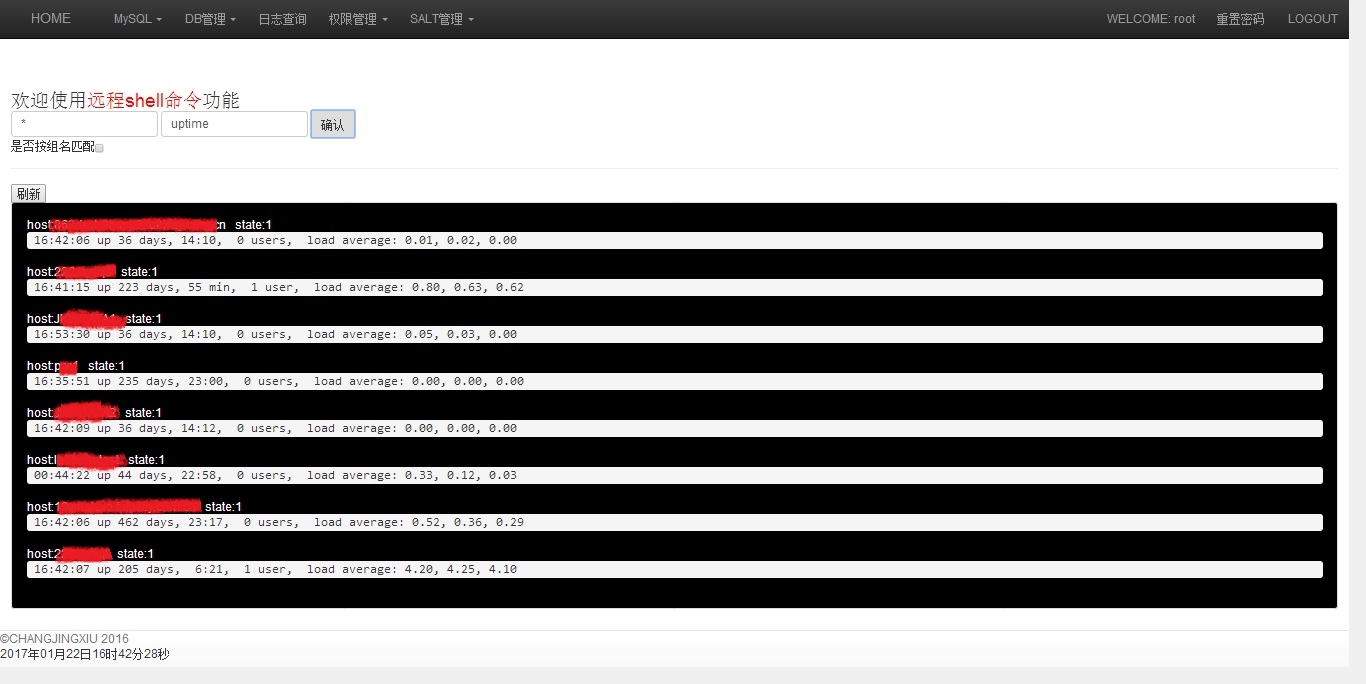 HOME MySQL DB管理 日志查询 权限管理 SALT管理 WELCOME: root 重置密码 LOGOUT
欢迎使用远程shell命令功能
* uptime 确认
是否按组名匹配
刷新
host: cn state:1
16:42:06 up 36 days, 14:10, 0 users, load average: 0.01, 0.02, 0.00
host:2 state:1
16:41:15 up 223 days, 55 min, 1 user, load average: 0.80, 0.63, 0.62
host:J state:1
16:53:30 up 36 days, 14:10, 0 users, load average: 0.05, 0.03, 0.00
host:p state:1
16:35:51 up 235 days, 23:00, 0 users, load average: 0.00, 0.00, 0.00
host: state:1
16:42:09 up 36 days, 14:12, 0 users, load average: 0.00, 0.00, 0.00
host: state:1
00:44:22 up 44 days, 22:58, 0 users, load average: 0.33, 0.12, 0.03
host:1 state:1
16:42:06 up 462 days, 23:17, 0 users, load average: 0.52, 0.36, 0.29
host:2 state:1
16:42:07 up 205 days, 6:21, 1 user, load average: 4.20, 4.25, 4.10
©CHANGJINGXIU 2016
2017年01月22日16时42分28秒